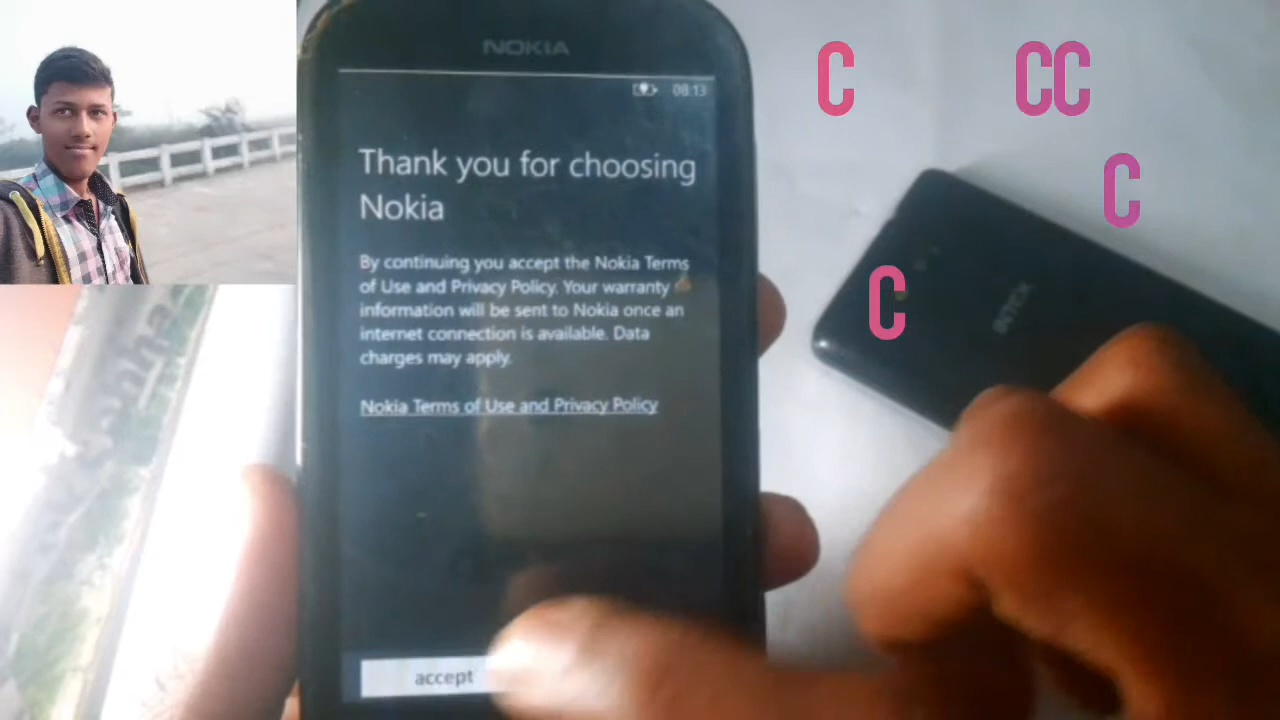 NOKIA
08:13
Thank you for choosing
Nokia
By continuing you accept the Nokia Terms
of Use and Privacy Policy. Your warranty
information will be sent to Nokia once an
internet connection is available. Data
charges may apply.
Nokia Terms of Use and Privacy Policy
accept
C
CC
C
C
INTEX